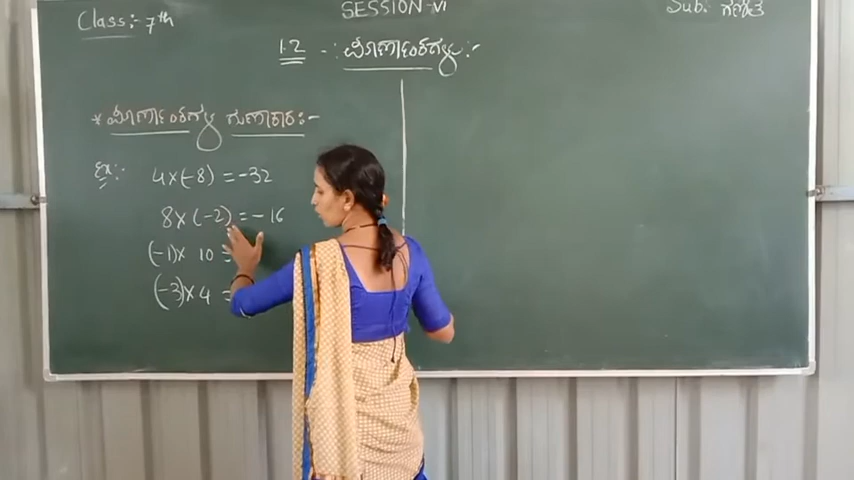 Class:- 7th
SESSION-VI
Sub: ಗಣಿತ
1.2 -: ಪೂರ್ಣಾಂಕಗಳು :-
* ಪೂರ್ಣಾಂಕಗಳ ಗುಣಾಕಾರ:-
ಉದಾ:- 4×(-8) = -32
8×(-2) = -16
(-1)× 10 =
(-3)×4 =